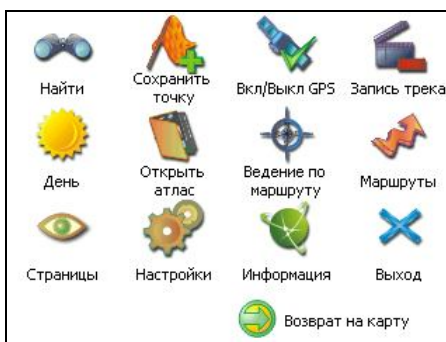 Найти
Сохранить
точку
Вкл/Выкл GPS
Запись трека
День
Открыть
атлас
Ведение по
маршруту
Маршруты
Страницы
Настройки
Информация
Выход
Возврат на карту